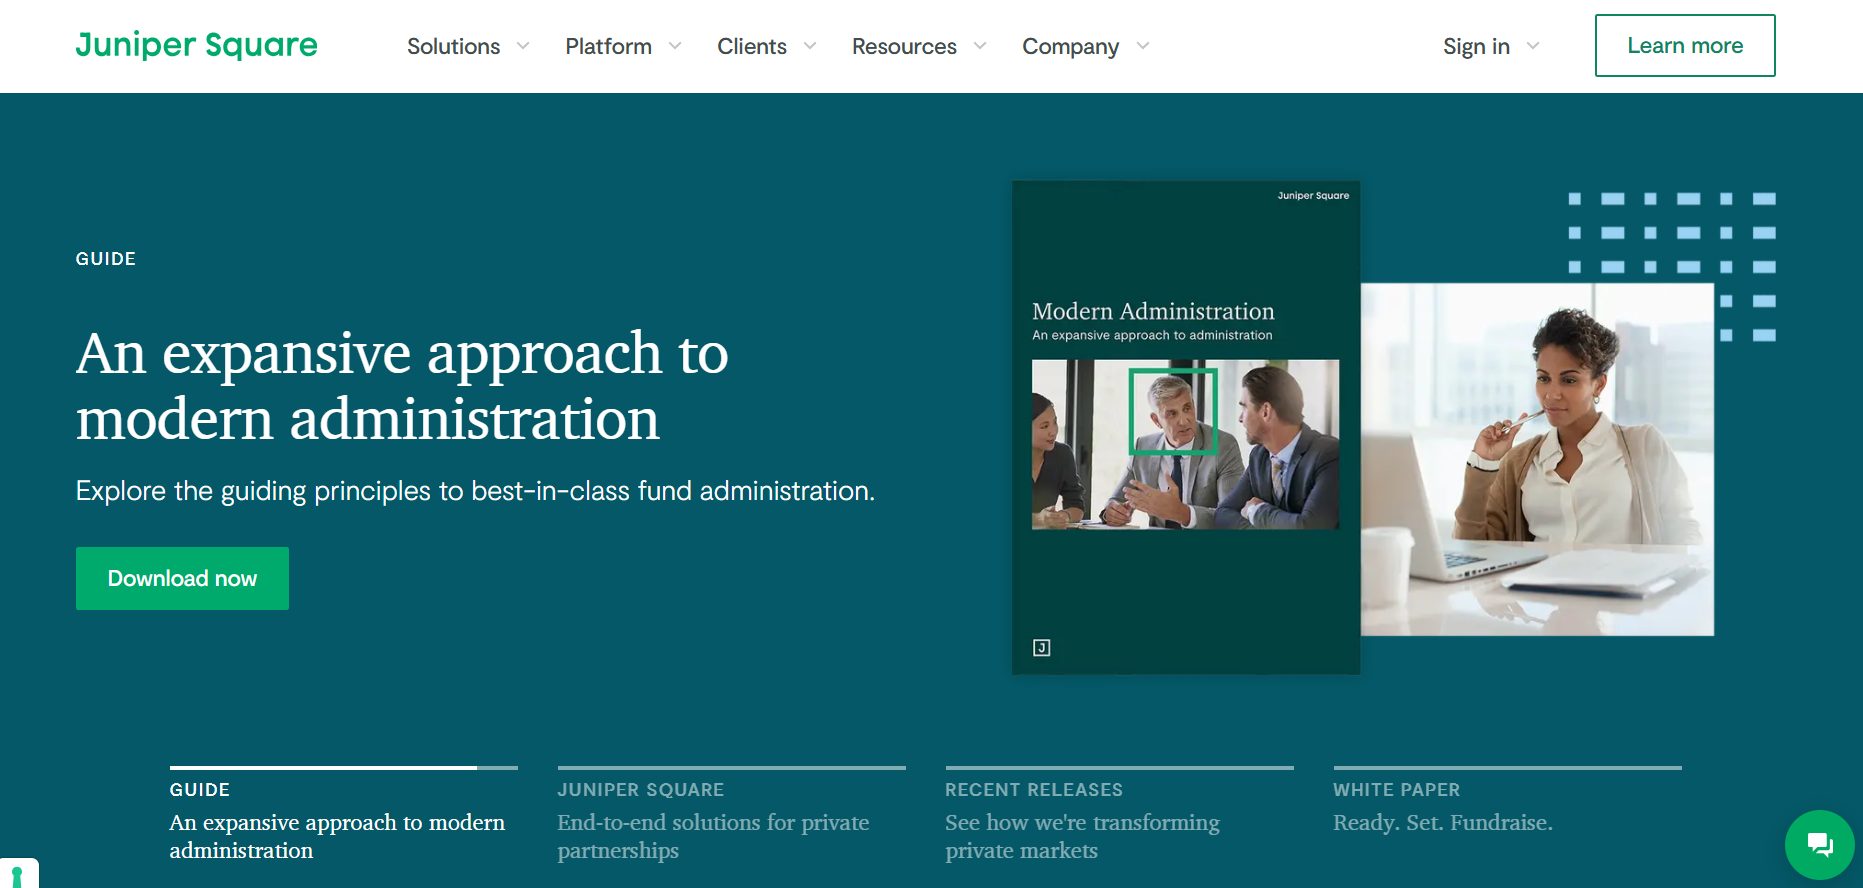 Juniper Square
Solutions
Platform
Clients
Resources
Company
Sign in
Learn more
GUIDE
An expansive approach to
modern administration
Explore the guiding principles to best-in-class fund administration.
Download now
Juniper Square
Modern Administration
An expansive approach to administration
J
GUIDE
An expansive approach to modern
administration
JUNIPER SQUARE
End-to-end solutions for private
partnerships
RECENT RELEASES
See how we're transforming
private markets
WHITE PAPER
Ready. Set. Fundraise.